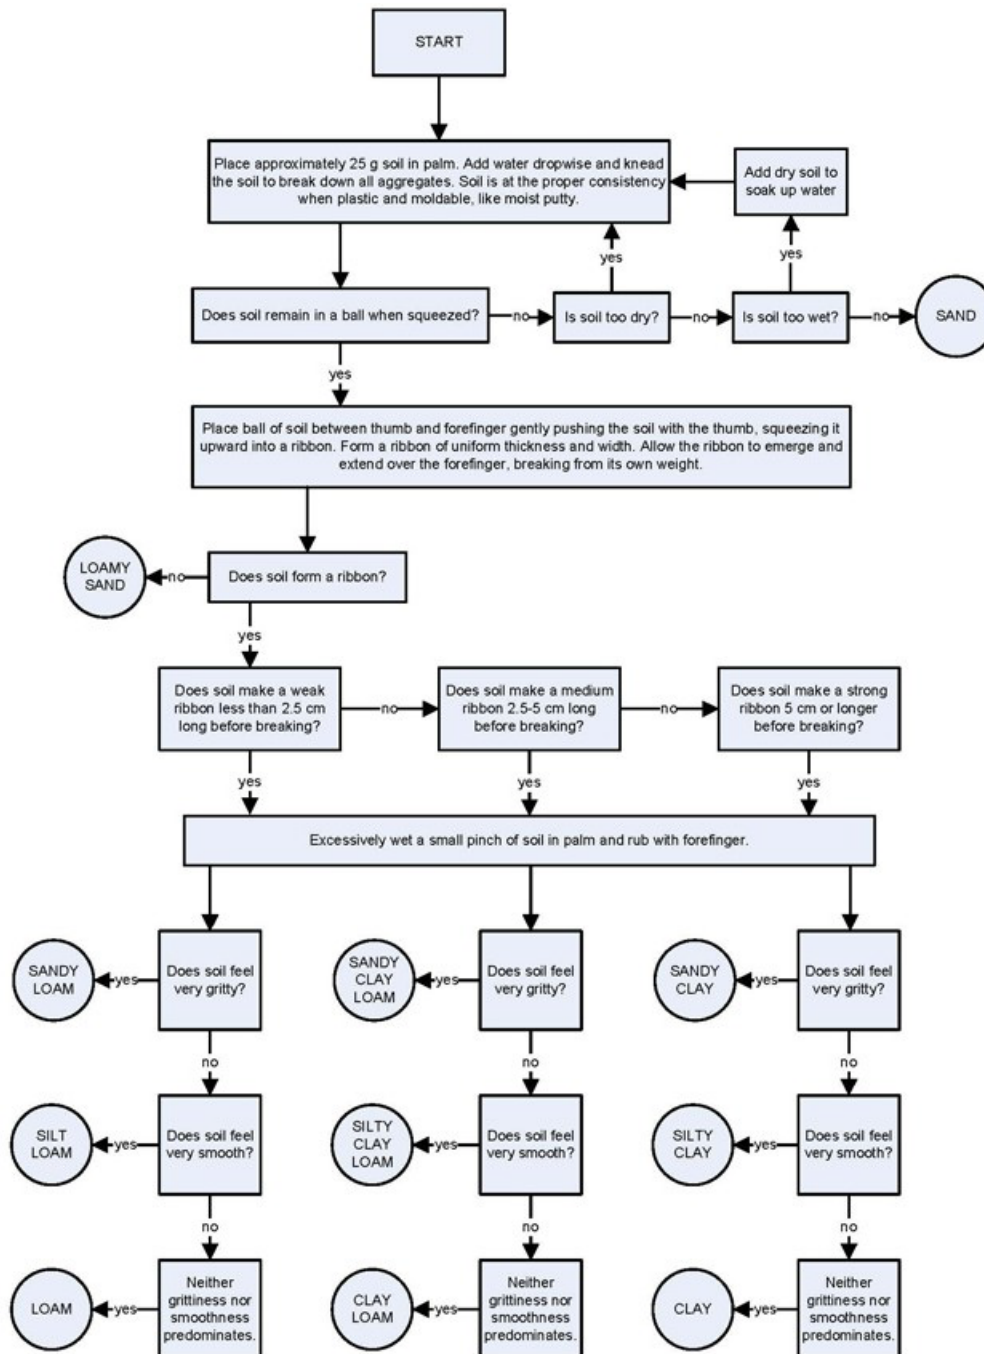 START
Place approximately 25 g soil in palm. Add water dropwise and knead
the soil to break down all aggregates. Soil is at the proper consistency
when plastic and moldable, like moist putty.
Add dry soil to
soak up water
yes
yes
Does soil remain in a ball when squeezed?
no
Is soil too dry?
no
Is soil too wet?
no
SAND
yes
Place ball of soil between thumb and forefinger gently pushing the soil with the thumb, squeezing it
upward into a ribbon. Form a ribbon of uniform thickness and width. Allow the ribbon to emerge and
extend over the forefinger, breaking from its own weight.
LOAMY
SAND
no
Does soil form a ribbon?
yes
Does soil make a weak
ribbon less than 2.5 cm
long before breaking?
no
Does soil make a medium
ribbon 2.5-5 cm long
before breaking?
no
Does soil make a strong
ribbon 5 cm or longer
before breaking?
yes
yes
yes
Excessively wet a small pinch of soil in palm and rub with forefinger.
SANDY
LOAM
yes
Does soil feel
very gritty?
SANDY
CLAY
LOAM
yes
Does soil feel
very gritty?
SANDY
CLAY
yes
Does soil feel
very gritty?
no
no
no
SILT
LOAM
yes
Does soil feel
very smooth?
SILTY
CLAY
LOAM
yes
Does soil feel
very smooth?
SILTY
CLAY
yes
Does soil feel
very smooth?
no
no
no
LOAM
yes
Neither
grittiness nor
smoothness
predominates.
CLAY
LOAM
yes
Neither
grittiness nor
smoothness
predominates.
CLAY
yes
Neither
grittiness nor
smoothness
predominates.